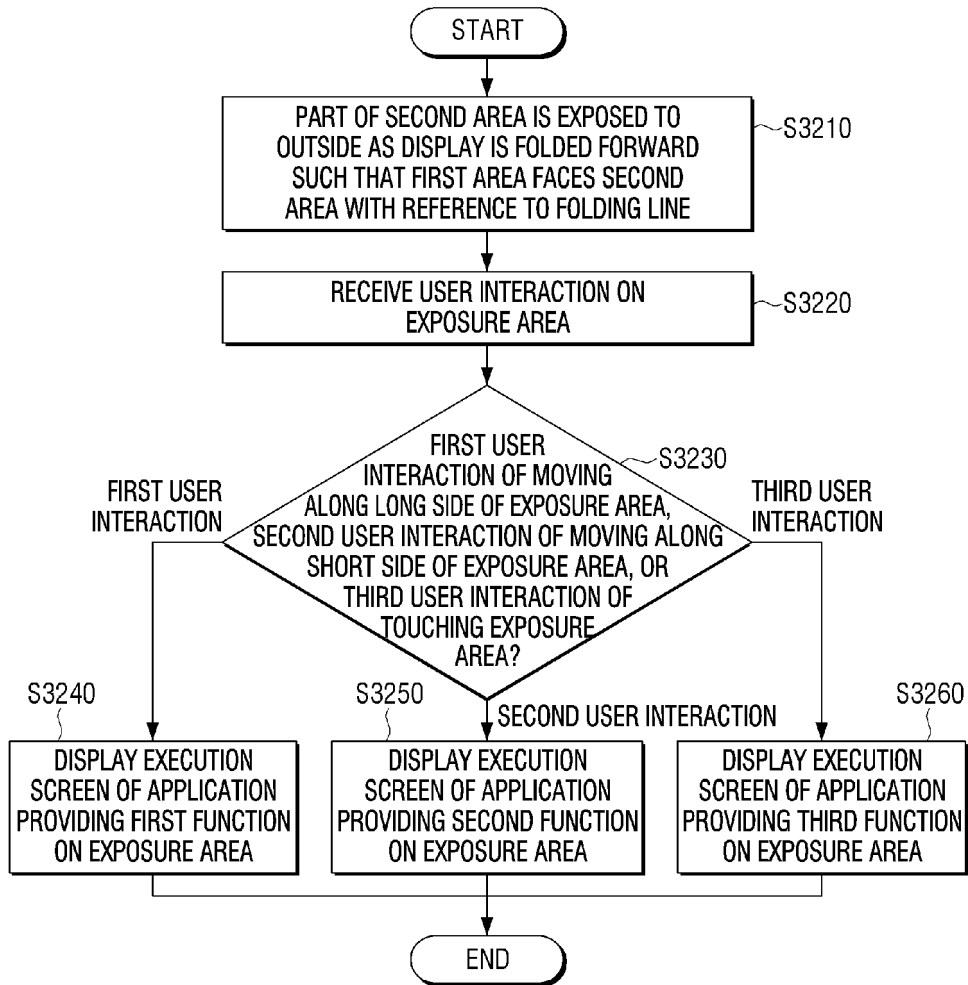 START
PART OF SECOND AREA IS EXPOSED TO
OUTSIDE AS DISPLAY IS FOLDED FORWARD
SUCH THAT FIRST AREA FACES SECOND
AREA WITH REFERENCE TO FOLDING LINE
S3210
RECEIVE USER INTERACTION ON
EXPOSURE AREA
S3220
FIRST USER
INTERACTION OF MOVING
ALONG LONG SIDE OF EXPOSURE AREA,
SECOND USER INTERACTION OF MOVING ALONG
SHORT SIDE OF EXPOSURE AREA, OR
THIRD USER INTERACTION OF
TOUCHING EXPOSURE
AREA?
S3230
FIRST USER
INTERACTION
THIRD USER
INTERACTION
SECOND USER INTERACTION
S3240
DISPLAY EXECUTION
SCREEN OF APPLICATION
PROVIDING FIRST FUNCTION
ON EXPOSURE AREA
S3250
DISPLAY EXECUTION
SCREEN OF APPLICATION
PROVIDING SECOND FUNCTION
ON EXPOSURE AREA
S3260
DISPLAY EXECUTION
SCREEN OF APPLICATION
PROVIDING THIRD FUNCTION
ON EXPOSURE AREA
END